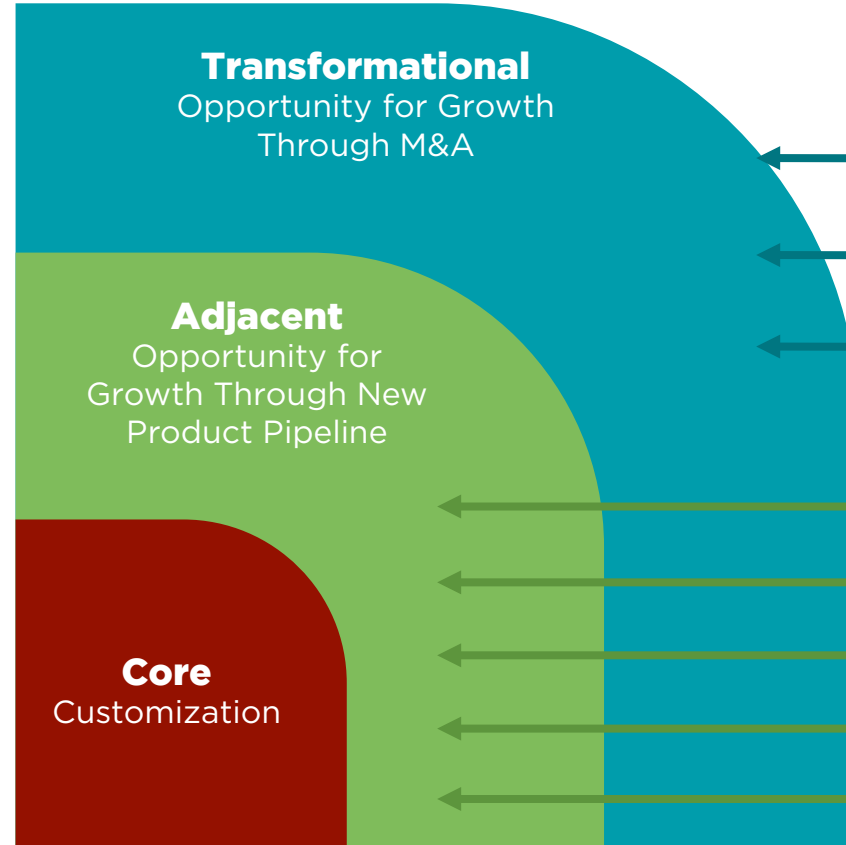 Transformational
Opportunity for Growth
Through M&A
Adjacent
Opportunity for
Growth Through New
Product Pipeline
Core
Customization